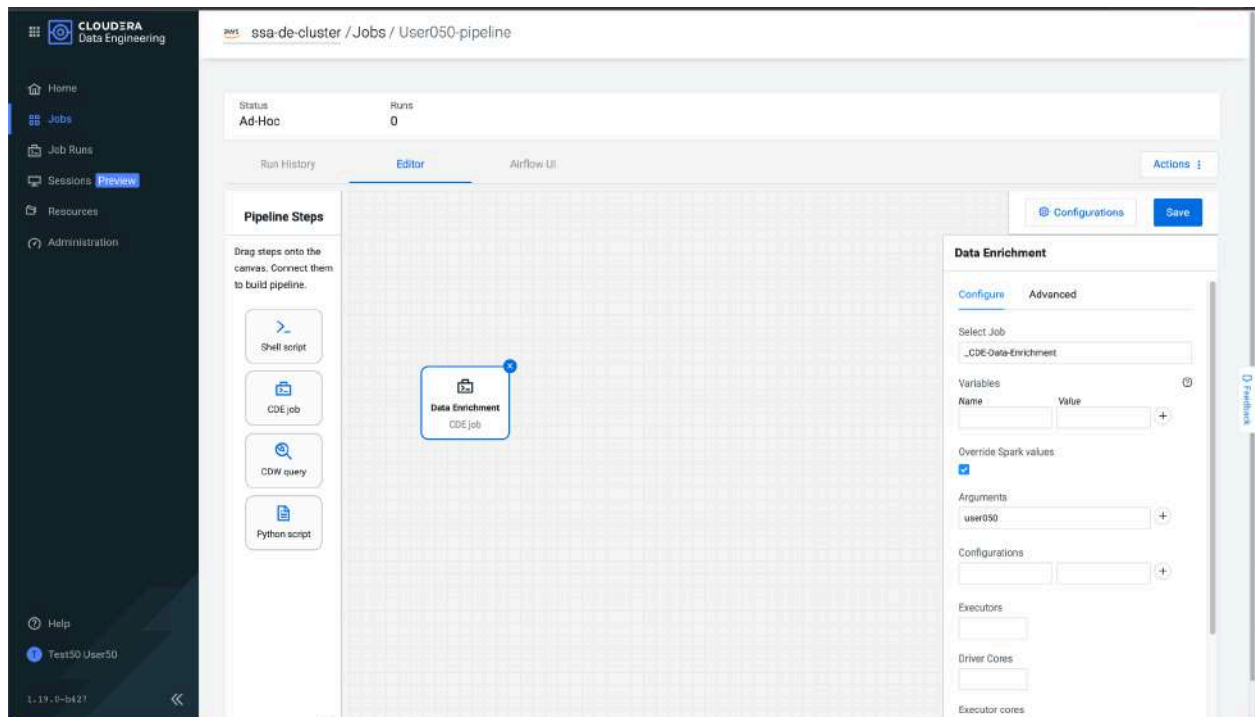 CLOUDERA
Data Engineering
aws ssa-de-cluster / Jobs / User050-pipeline
Home
Jobs
Job Runs
Sessions Preview
Resources
Administration
Help
T Test50 User50
1.19.0-b427
Status
Ad-Hoc
Runs
0
Run History
Editor
Airflow UI
Actions
Pipeline Steps
Drag steps onto the
canvas. Connect them
to build pipeline.
Shell script
CDE job
CDW query
Python script
Data Enrichment
CDE job
Configurations
Save
Data Enrichment
Configure
Advanced
Select Job
_CDE-Data-Enrichment
Variables
Name
Value
Override Spark values
Arguments
user050
Configurations
Executors
Driver Cores
Executor cores
Feedback